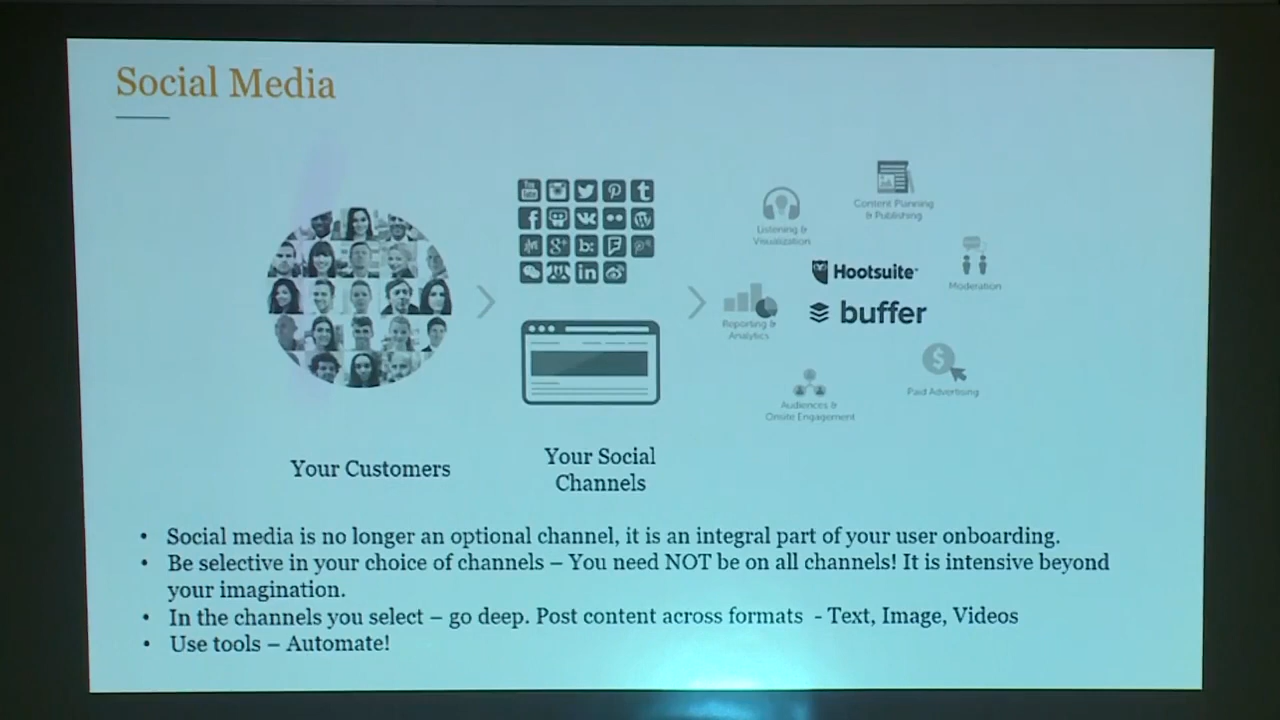 Social Media
You
Tube
Content Planning
& Publishing
Listening &
Visualization
Hootsuite
Moderation
buffer
Reporting &
Analytics
Paid Advertising
Audiences &
Onsite Engagement
Your Customers
Your Social
Channels
• Social media is no longer an optional channel, it is an integral part of your user onboarding.
• Be selective in your choice of channels – You need NOT be on all channels! It is intensive beyond
your imagination.
• In the channels you select – go deep. Post content across formats - Text, Image, Videos
• Use tools – Automate!